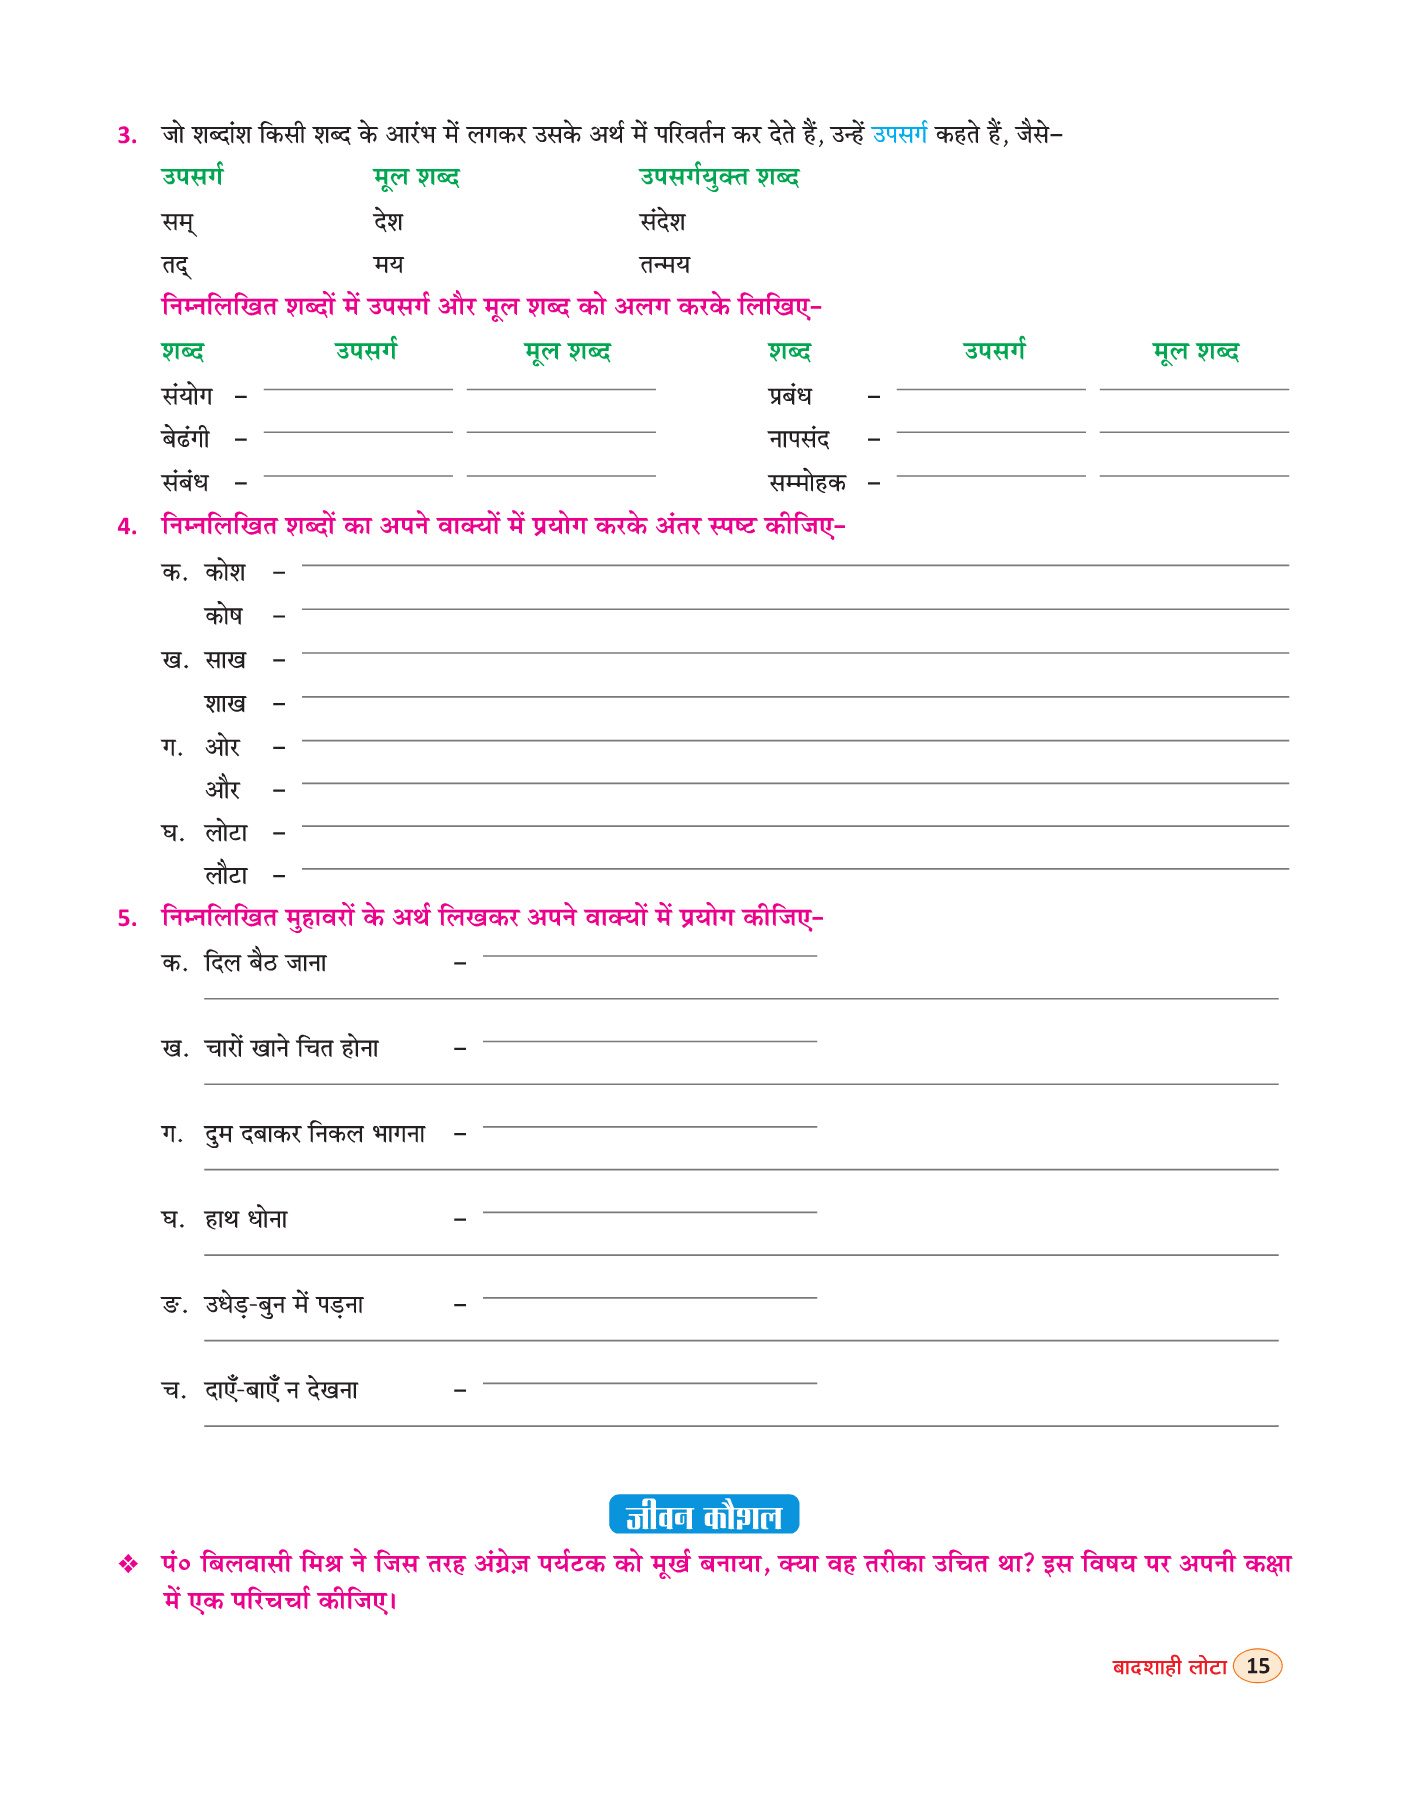 3. जो शब्दांश किसी शब्द के आरंभ में लगकर उसके अर्थ में परिवर्तन कर देते हैं, उन्हें उपसर्ग कहते हैं, जैसे–
उपसर्ग मूल शब्द उपसर्गयुक्त शब्द
सम् देश संदेश
तद् मय तन्मय
निम्नलिखित शब्दों में उपसर्ग और मूल शब्द को अलग करके लिखिए–
शब्द उपसर्ग मूल शब्द शब्द उपसर्ग मूल शब्द
संयोग – प्रबंध –
बेढंगी – नापसंद –
संबंध – सम्मोहक –
4. निम्नलिखित शब्दों का अपने वाक्यों में प्रयोग करके अंतर स्पष्ट कीजिए–
क. कोश –
कोष –
ख. साख –
शाख –
ग. ओर –
और –
घ. लोटा –
लौटा –
5. निम्नलिखित मुहावरों के अर्थ लिखकर अपने वाक्यों में प्रयोग कीजिए–
क. दिल बैठ जाना –
ख. चारों खाने चित होना –
ग. दुम दबाकर निकल भागना –
घ. हाथ धोना –
ङ. उधेड़-बुन में पड़ना –
च. दाएँ-बाएँ न देखना –
जीवन कौशल
❖ पं० बिलवासी मिश्र ने जिस तरह अंग्रेज़ पर्यटक को मूर्ख बनाया, क्या वह तरीका उचित था? इस विषय पर अपनी कक्षा
में एक परिचर्चा कीजिए।
बादशाही लोटा 15